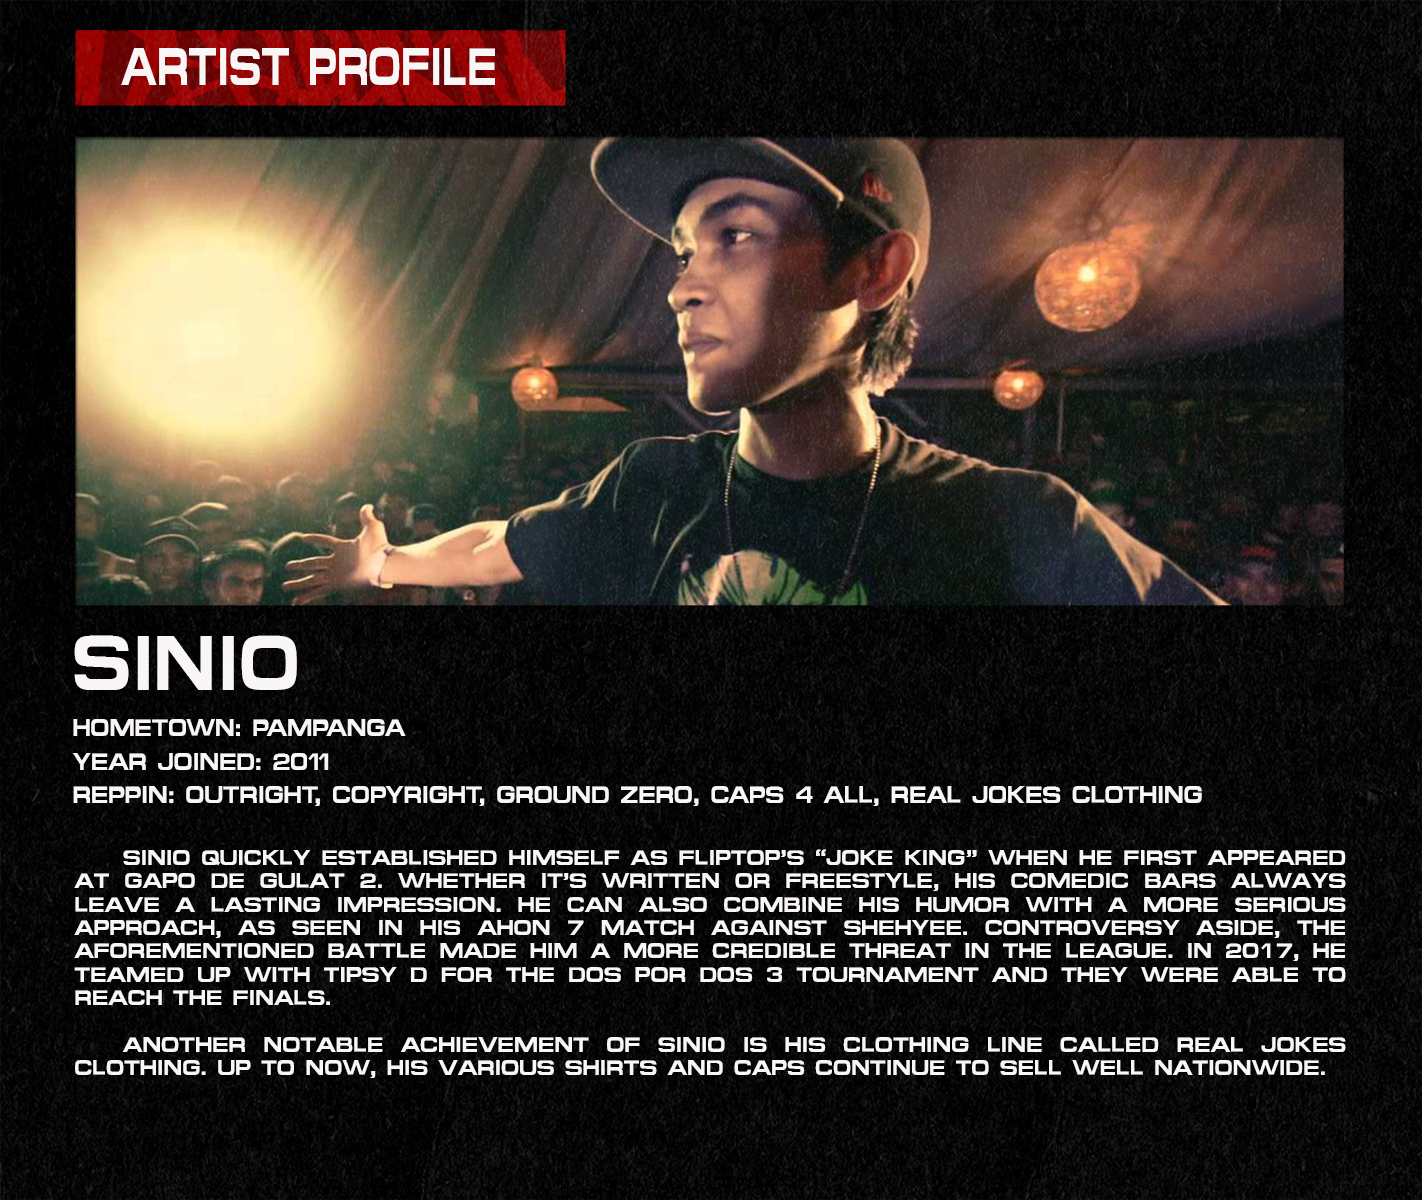 ARTIST PROFILE
SINIO
HOMETOWN: PAMPANGA
YEAR JOINED: 2011
REPPIN: OUTRIGHT, COPYRIGHT, GROUND ZERO, CAPS 4 ALL, REAL JOKES CLOTHING
SINIO QUICKLY ESTABLISHED HIMSELF AS FLIPTOP'S “JOKE KING” WHEN HE FIRST APPEARED
AT GAPO DE GULAT 2. WHETHER IT'S WRITTEN OR FREESTYLE, HIS COMEDIC BARS ALWAYS
LEAVE A LASTING IMPRESSION. HE CAN ALSO COMBINE HIS HUMOR WITH A MORE SERIOUS
APPROACH, AS SEEN IN HIS AHON 7 MATCH AGAINST SHEHYEE. CONTROVERSY ASIDE, THE
AFOREMENTIONED BATTLE MADE HIM A MORE CREDIBLE THREAT IN THE LEAGUE. IN 2017, HE
TEAMED UP WITH TIPSY D FOR THE DOS POR DOS 3 TOURNAMENT AND THEY WERE ABLE TO
REACH THE FINALS.
ANOTHER NOTABLE ACHIEVEMENT OF SINIO IS HIS CLOTHING LINE CALLED REAL JOKES
CLOTHING. UP TO NOW, HIS VARIOUS SHIRTS AND CAPS CONTINUE TO SELL WELL NATIONWIDE.